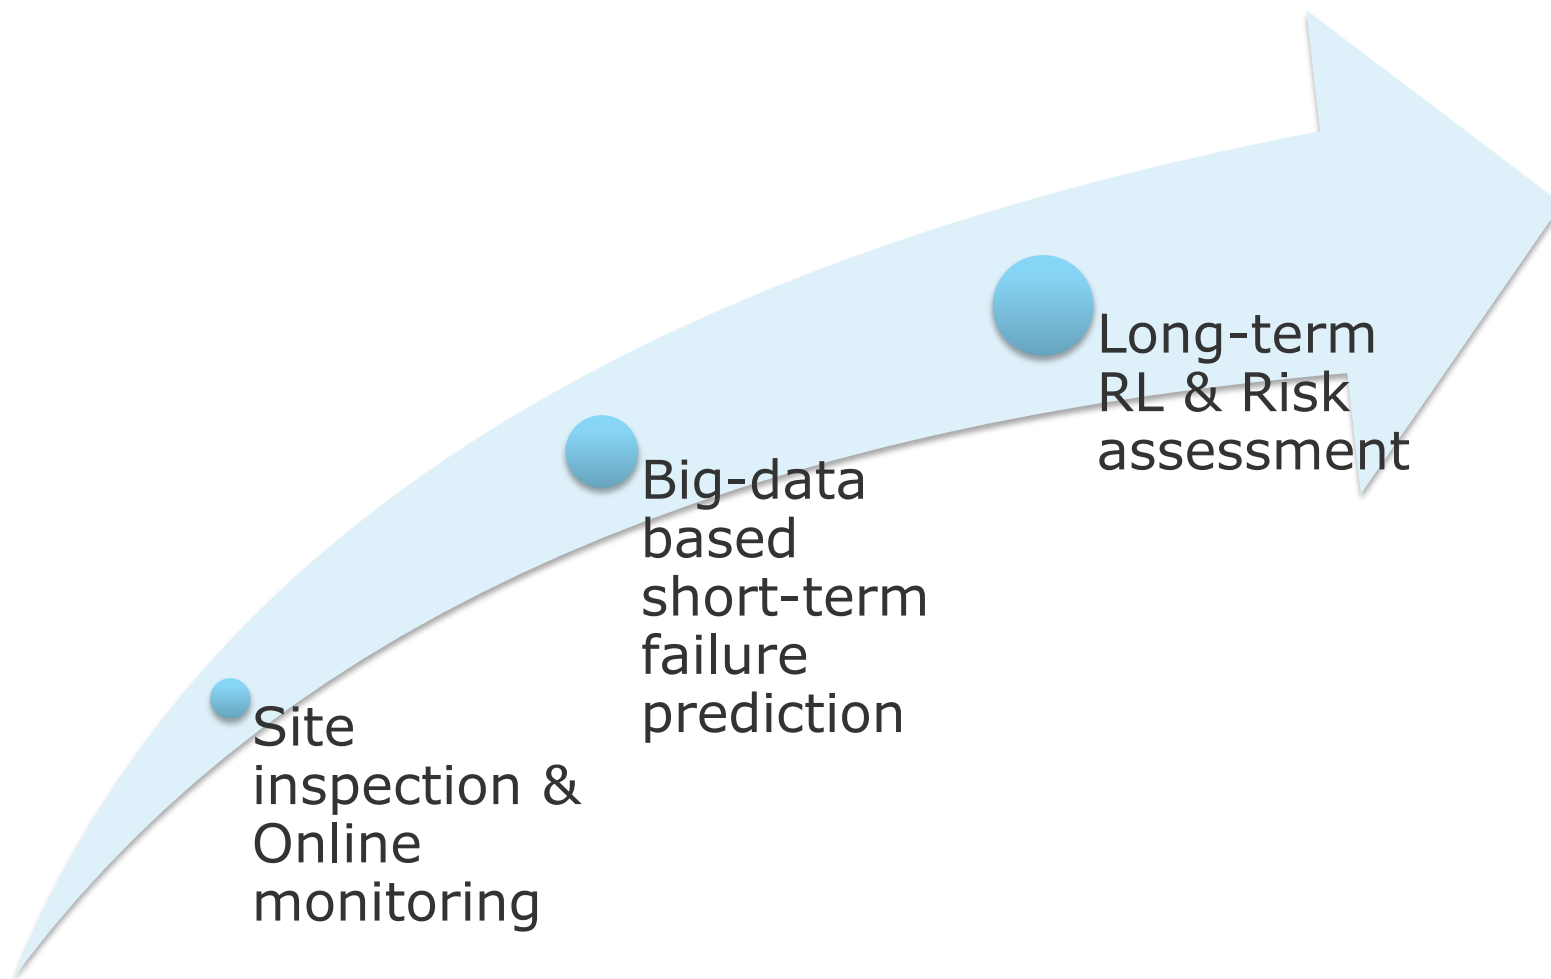 Site
inspection &
Online
monitoring
Big-data
based
short-term
failure
prediction
Long-term
RL & Risk
assessment